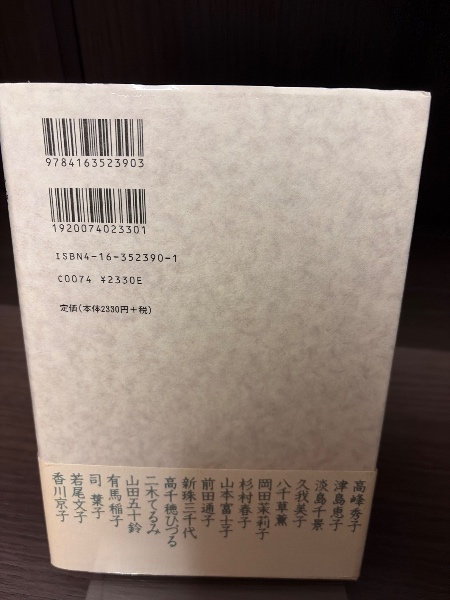 9784163523903
1920074023301
ISBN4-16-352390-1
C0074 ¥2330E
定価(本体2330円+税)
高峰秀子
津島恵子
淡島千景
久我美子
八千草薫
岡田茉莉子
杉村春子
山本富士子
前田通子
新珠三千代
高千穂ひづる
二木てるみ
山田五十鈴
有馬稲子
司葉子
若尾文子
香川京子